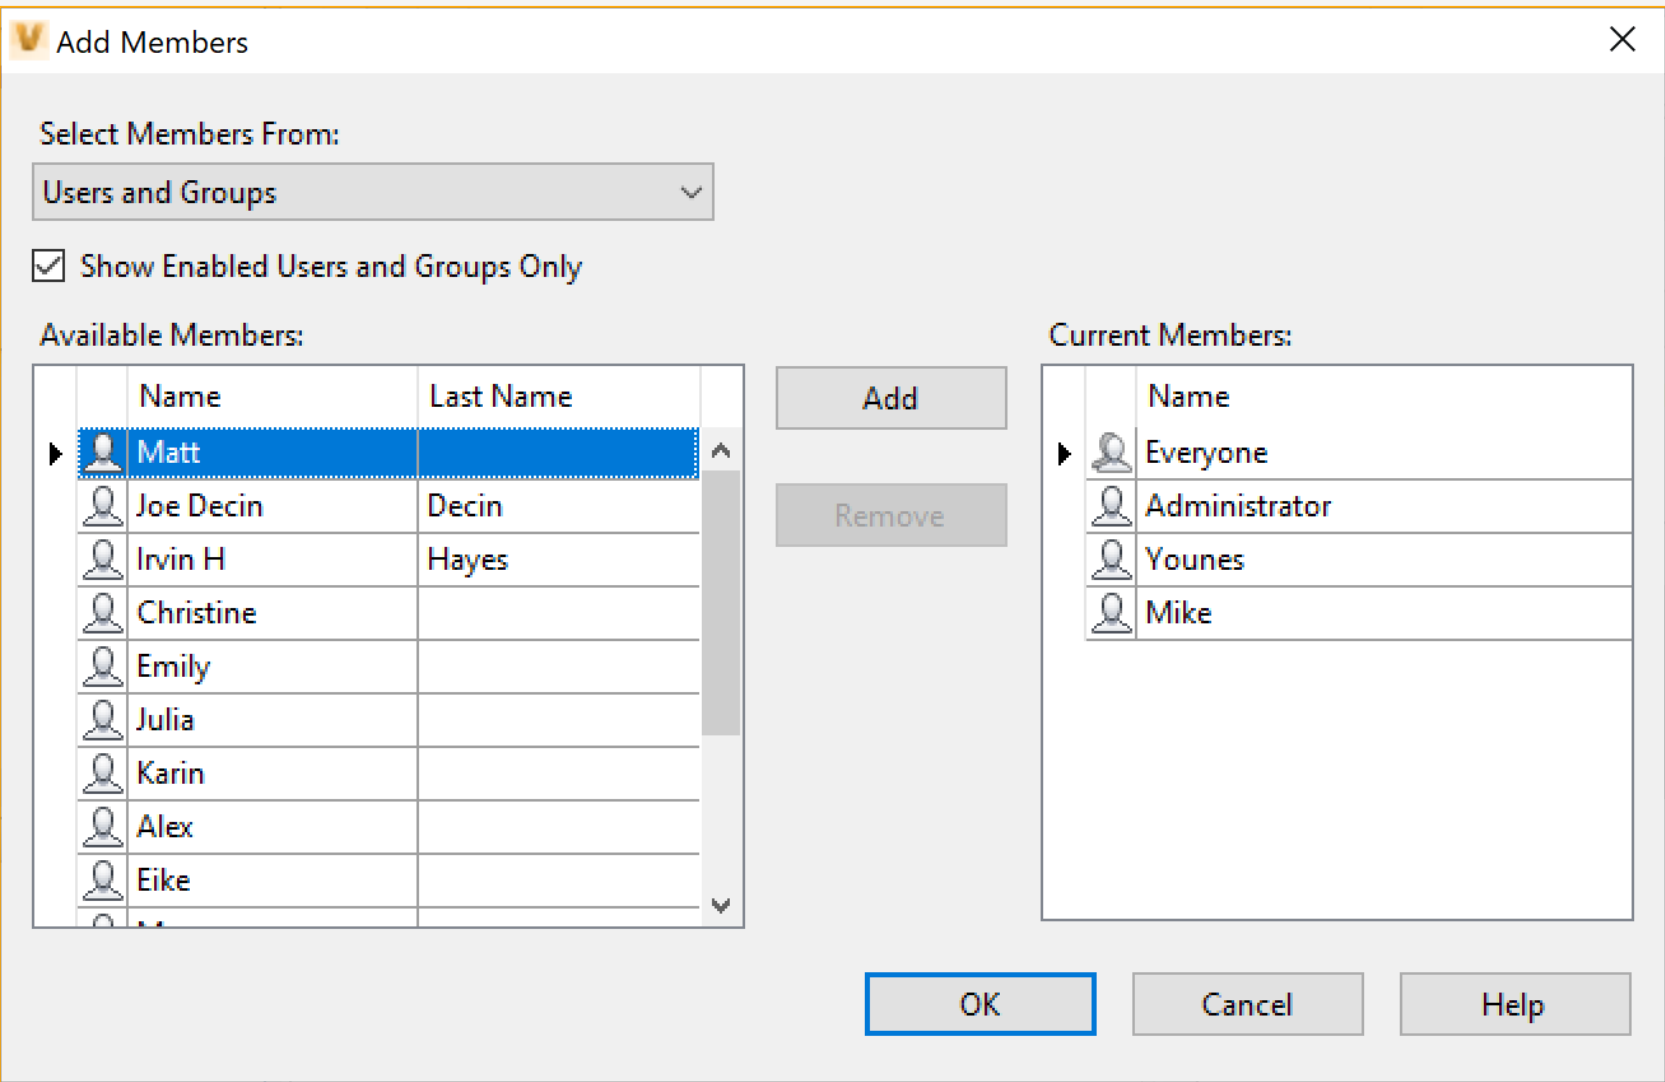 Add Members
Select Members From:
Users and Groups
Show Enabled Users and Groups Only
Available Members:
Name Last Name
Matt
Joe Decin Decin
Irvin H Hayes
Christine
Emily
Julia
Karin
Alex
Eike
Add
Remove
Current Members:
Name
Everyone
Administrator
Younes
Mike
OK Cancel Help